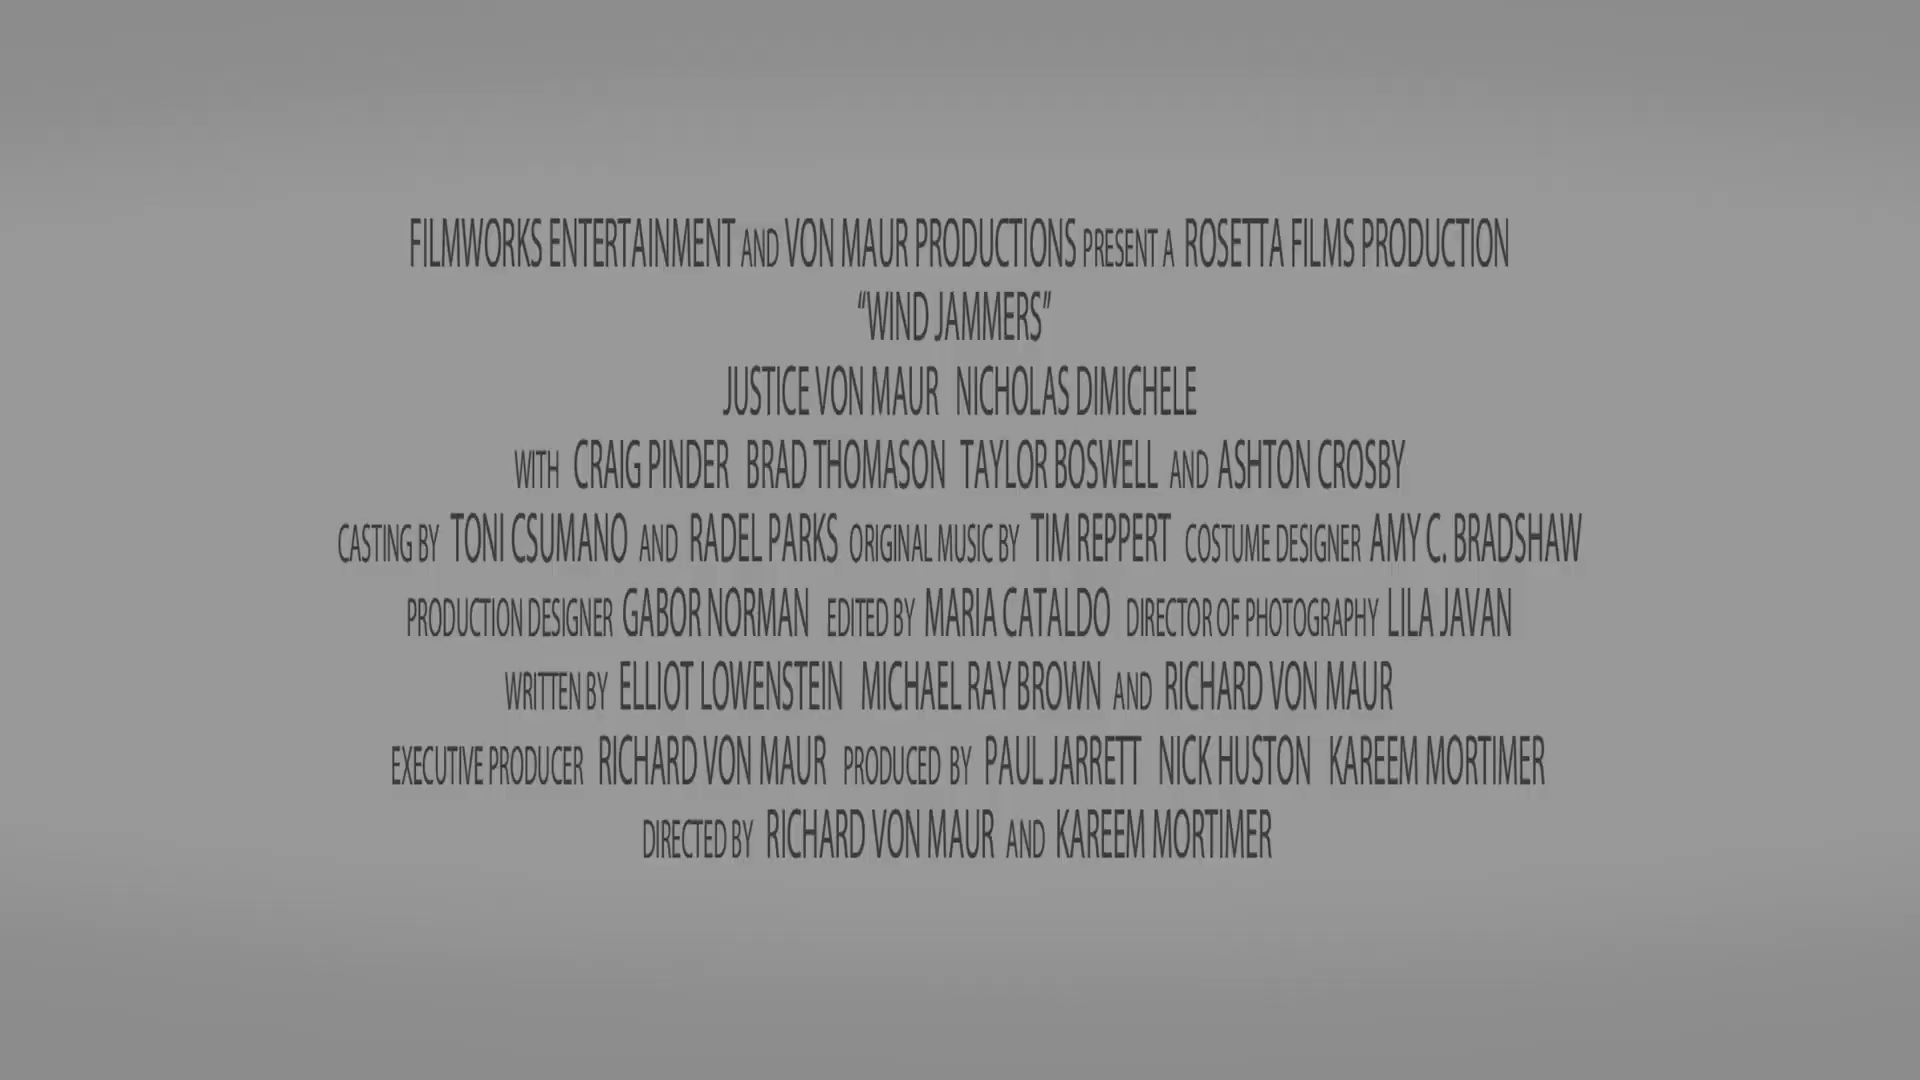 FILMWORKS ENTERTAINMENT AND VON MAUR PRODUCTIONS PRESENT A ROSETTA FILMS PRODUCTION
“WIND JAMMERS”
JUSTICE VON MAUR NICHOLAS DIMICHELE
WITH CRAIG PINDER BRAD THOMASON TAYLOR BOSWELL AND ASHTON CROSBY
CASTING BY TONI CSUMANO AND RADEL PARKS ORIGINAL MUSIC BY TIM REPPERT COSTUME DESIGNER AMY C. BRADSHAW
PRODUCTION DESIGNER GABOR NORMAN EDITED BY MARIA CATALDO DIRECTOR OF PHOTOGRAPHY LILA JAVAN
WRITTEN BY ELLIOT LOWENSTEIN MICHAEL RAY BROWN AND RICHARD VON MAUR
EXECUTIVE PRODUCER RICHARD VON MAUR PRODUCED BY PAUL JARRETT NICK HUSTON KAREEM MORTIMER
DIRECTED BY RICHARD VON MAUR AND KAREEM MORTIMER